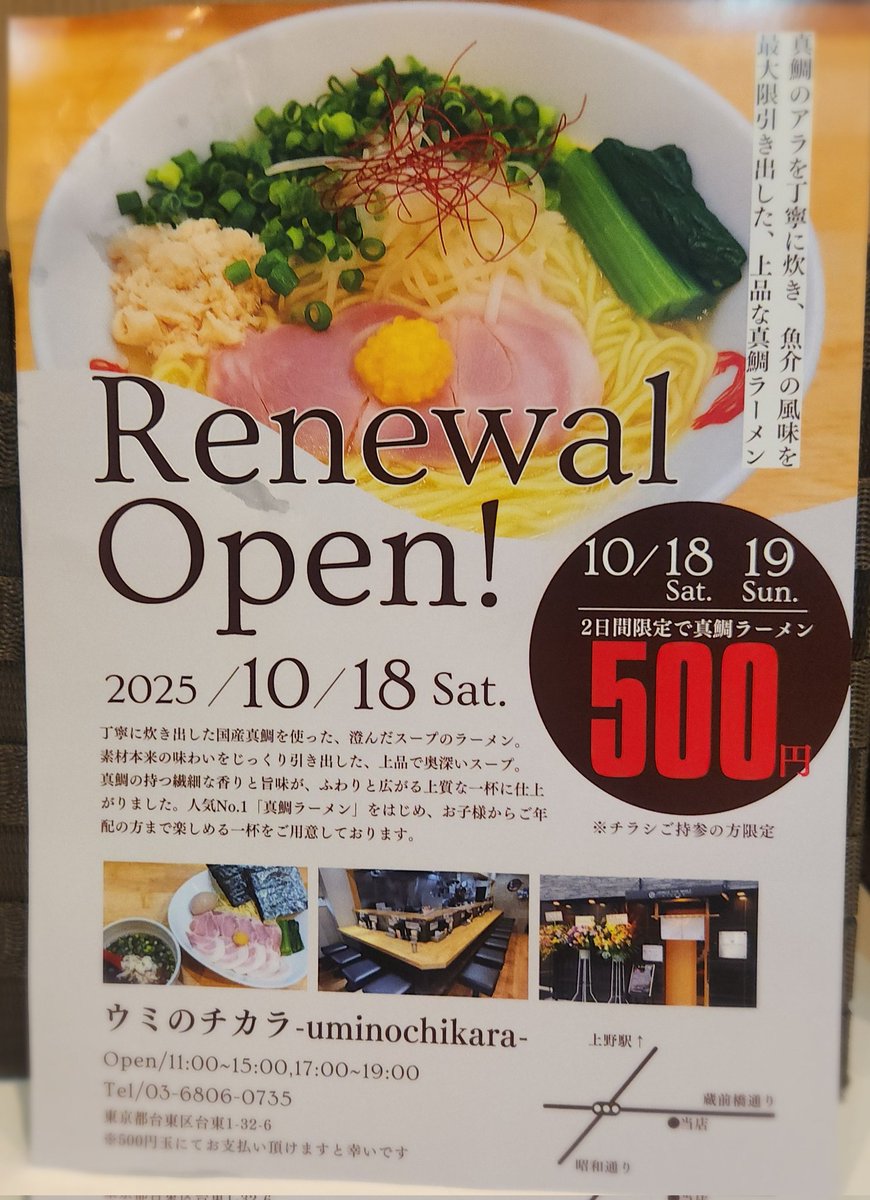 真鯛のアラを丁寧に炊き、魚介の風味を
最大限引き出した、上品な真鯛ラーメン
Renewal
Open!
10/18 19
Sat. Sun.
2日間限定で真鯛ラーメン
500円
※チラシご持参の方限定
2025/10/18 Sat.
丁寧に炊き出した国産真鯛を使った、澄んだスープのラーメン。
素材本来の味わいをじっくり引き出した、上品で奥深いスープ。
真鯛の持つ繊細な香りと旨味が、ふわりと広がる上質な一杯に仕上
がりました。人気No.1「真鯛ラーメン」をはじめ、お子様からご年
配の方まで楽しめる一杯をご用意しております。
ウミのチカラ-uminochikara-
Open/11:00~15:00,17:00~19:00
Tel/03-6806-0735
東京都台東区台東1-32-6
※500円玉にてお支払い頂けますと幸いです
上野駅↑
蔵前橋通り
●当店
昭和通り